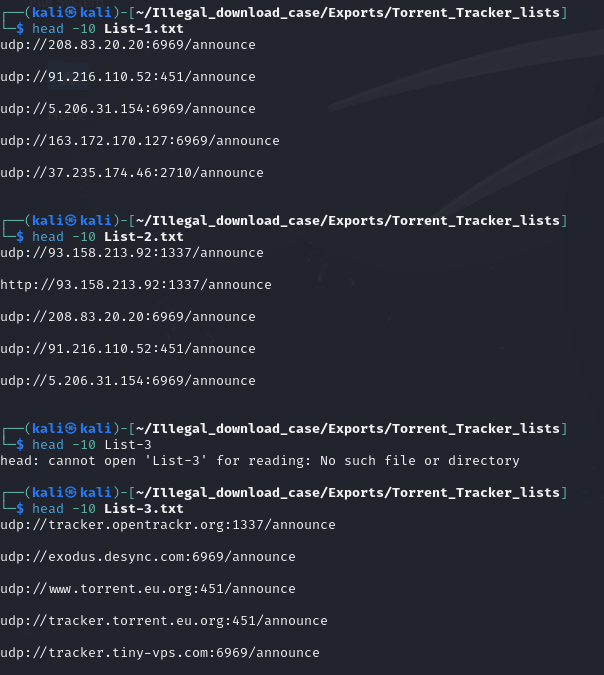 ┌──(kali㉿kali)-[~/Illegal_download_case/Exports/Torrent_Tracker_lists]
└─$ head -10 List-1.txt
udp://208.83.20.20:6969/announce
udp://91.216.110.52:451/announce
udp://5.206.31.154:6969/announce
udp://163.172.170.127:6969/announce
udp://37.235.174.46:2710/announce
┌──(kali㉿kali)-[~/Illegal_download_case/Exports/Torrent_Tracker_lists]
└─$ head -10 List-2.txt
udp://93.158.213.92:1337/announce
http://93.158.213.92:1337/announce
udp://208.83.20.20:6969/announce
udp://91.216.110.52:451/announce
udp://5.206.31.154:6969/announce
┌──(kali㉿kali)-[~/Illegal_download_case/Exports/Torrent_Tracker_lists]
└─$ head -10 List-3
head: cannot open 'List-3' for reading: No such file or directory
┌──(kali㉿kali)-[~/Illegal_download_case/Exports/Torrent_Tracker_lists]
└─$ head -10 List-3.txt
udp://tracker.opentrackr.org:1337/announce
udp://exodus.desync.com:6969/announce
udp://www.torrent.eu.org:451/announce
udp://tracker.torrent.eu.org:451/announce
udp://tracker.tiny-vps.com:6969/announce